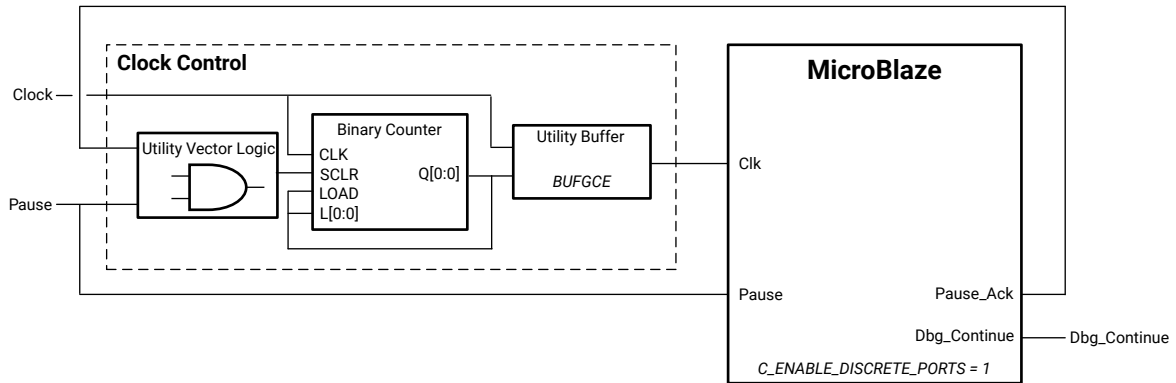 Clock Control
MicroBlaze
Clock
Binary Counter
Utility Buffer
Utility Vector Logic
CLK
Clk
SCLR
Q[0:0]
BUFGCE
LOAD
Pause
L[0:0]
Pause
Pause_Ack
Dbg_Continue
Dbg_Continue
C_ENABLE_DISCRETE_PORTS = 1